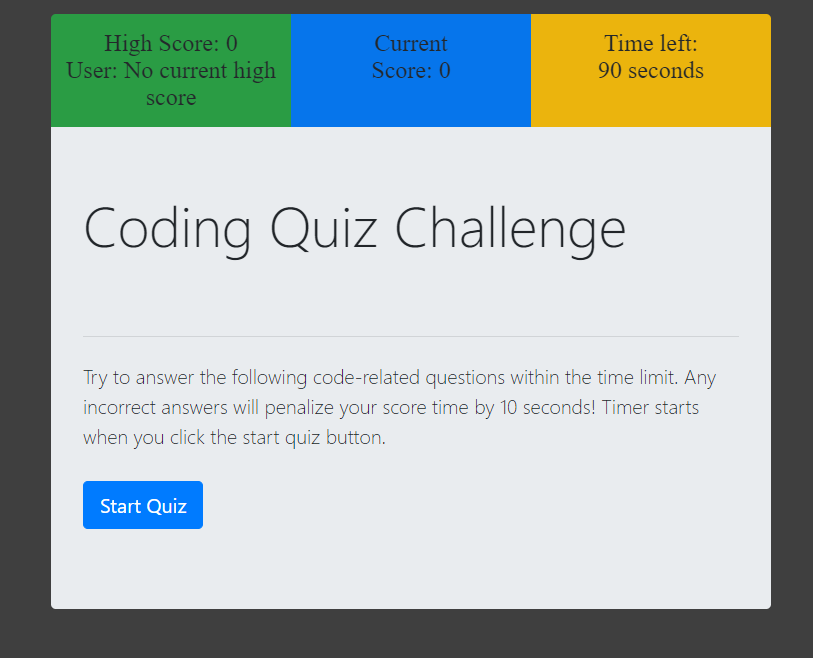 High Score: 0
User: No current high
score
Current
Score: 0
Time left:
90 seconds
Coding Quiz Challenge
Try to answer the following code-related questions within the time limit. Any
incorrect answers will penalize your score time by 10 seconds! Timer starts
when you click the start quiz button.
Start Quiz